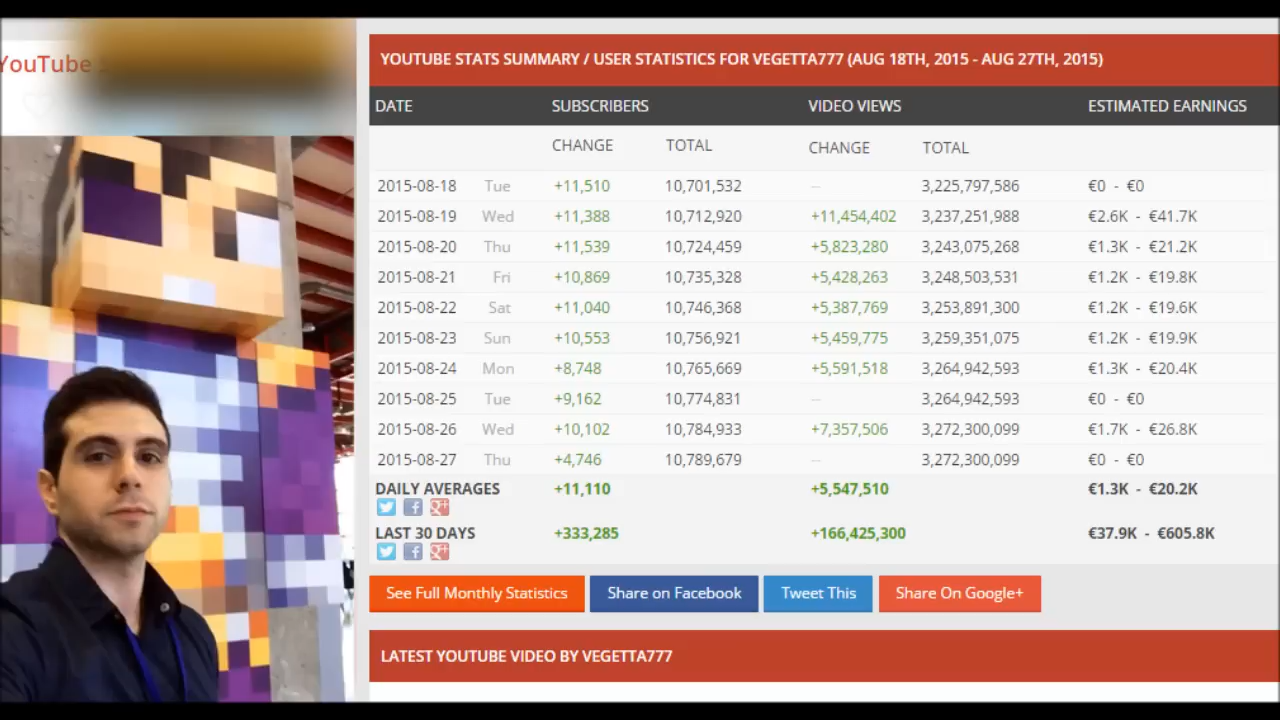 YouTube
YOUTUBE STATS SUMMARY / USER STATISTICS FOR VEGETTA777 (AUG 18TH, 2015 - AUG 27TH, 2015)
DATE SUBSCRIBERS VIDEO VIEWS ESTIMATED EARNINGS
CHANGE TOTAL CHANGE TOTAL
2015-08-18 Tue +11,510 10,701,532 -- 3,225,797,586 €0 - €0
2015-08-19 Wed +11,388 10,712,920 +11,454,402 3,237,251,988 €2.6K - €41.7K
2015-08-20 Thu +11,539 10,724,459 +5,823,280 3,243,075,268 €1.3K - €21.2K
2015-08-21 Fri +10,869 10,735,328 +5,428,263 3,248,503,531 €1.2K - €19.8K
2015-08-22 Sat +11,040 10,746,368 +5,387,769 3,253,891,300 €1.2K - €19.6K
2015-08-23 Sun +10,553 10,756,921 +5,459,775 3,259,351,075 €1.2K - €19.9K
2015-08-24 Mon +8,748 10,765,669 +5,591,518 3,264,942,593 €1.3K - €20.4K
2015-08-25 Tue +9,162 10,774,831 -- 3,264,942,593 €0 - €0
2015-08-26 Wed +10,102 10,784,933 +7,357,506 3,272,300,099 €1.7K - €26.8K
2015-08-27 Thu +4,746 10,789,679 -- 3,272,300,099 €0 - €0
DAILY AVERAGES +11,110 +5,547,510 €1.3K - €20.2K
LAST 30 DAYS +333,285 +166,425,300 €37.9K - €605.8K
See Full Monthly Statistics Share on Facebook Tweet This Share On Google+
LATEST YOUTUBE VIDEO BY VEGETTA777